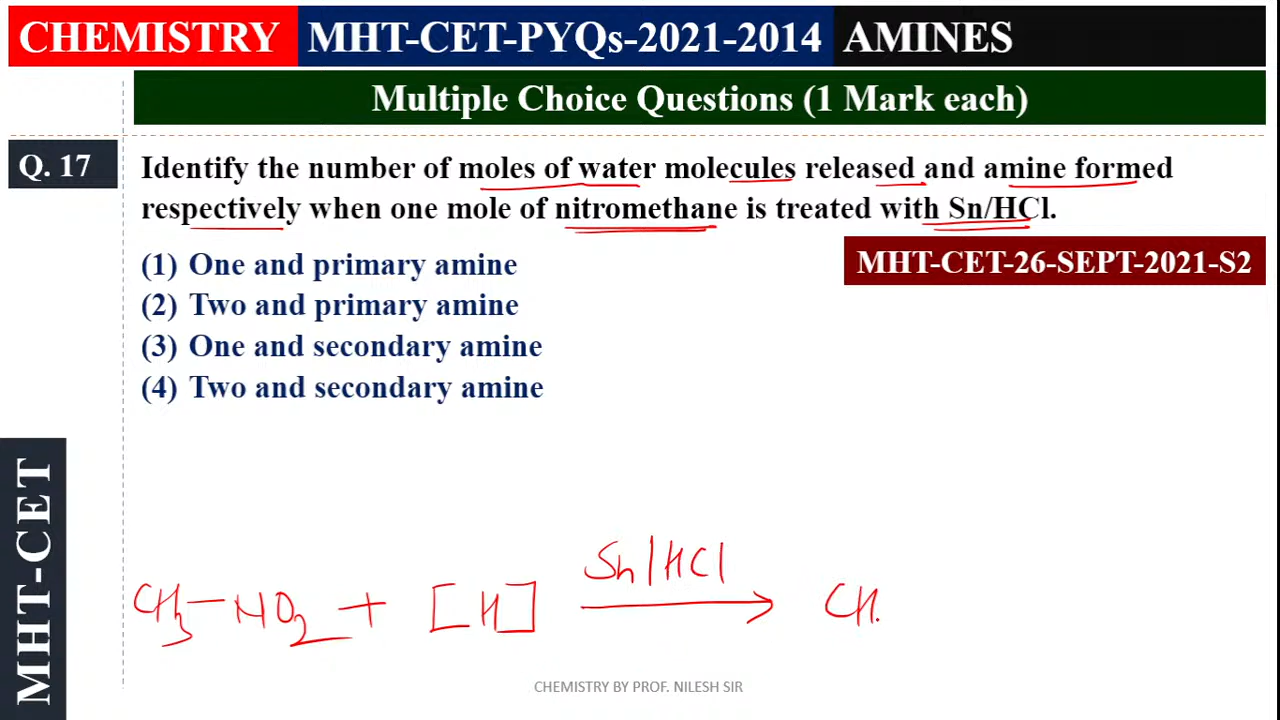 CHEMISTRY MHT-CET-PYQs-2021-2014 AMINES
Multiple Choice Questions (1 Mark each)
Q. 17
Identify the number of moles of water molecules released and amine formed
respectively when one mole of nitromethane is treated with Sn/HCl.
MHT-CET-26-SEPT-2021-S2
(1) One and primary amine
(2) Two and primary amine
(3) One and secondary amine
(4) Two and secondary amine
MHT-CET
Sn/HCl
CH₃-NO₂ + [H] → CH
CHEMISTRY BY PROF. NILESH SIR